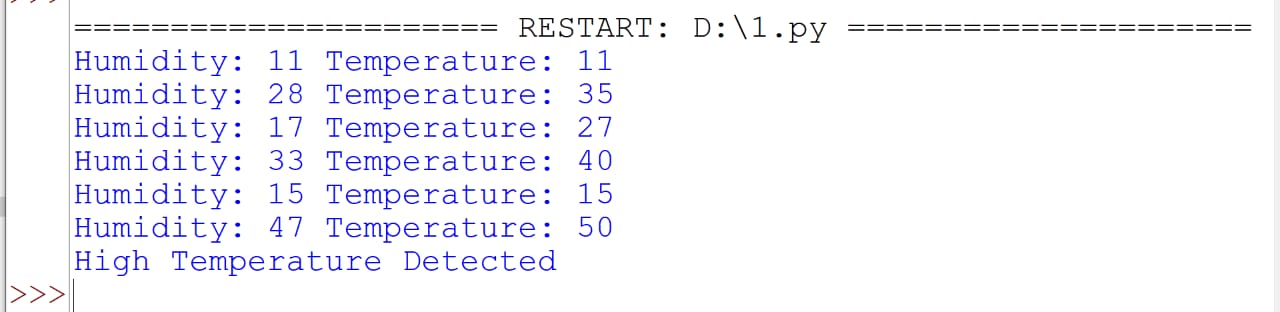 >>>
====================== RESTART: D:\1.py =====================
Humidity: 11 Temperature: 11
Humidity: 28 Temperature: 35
Humidity: 17 Temperature: 27
Humidity: 33 Temperature: 40
Humidity: 15 Temperature: 15
Humidity: 47 Temperature: 50
High Temperature Detected
>>>